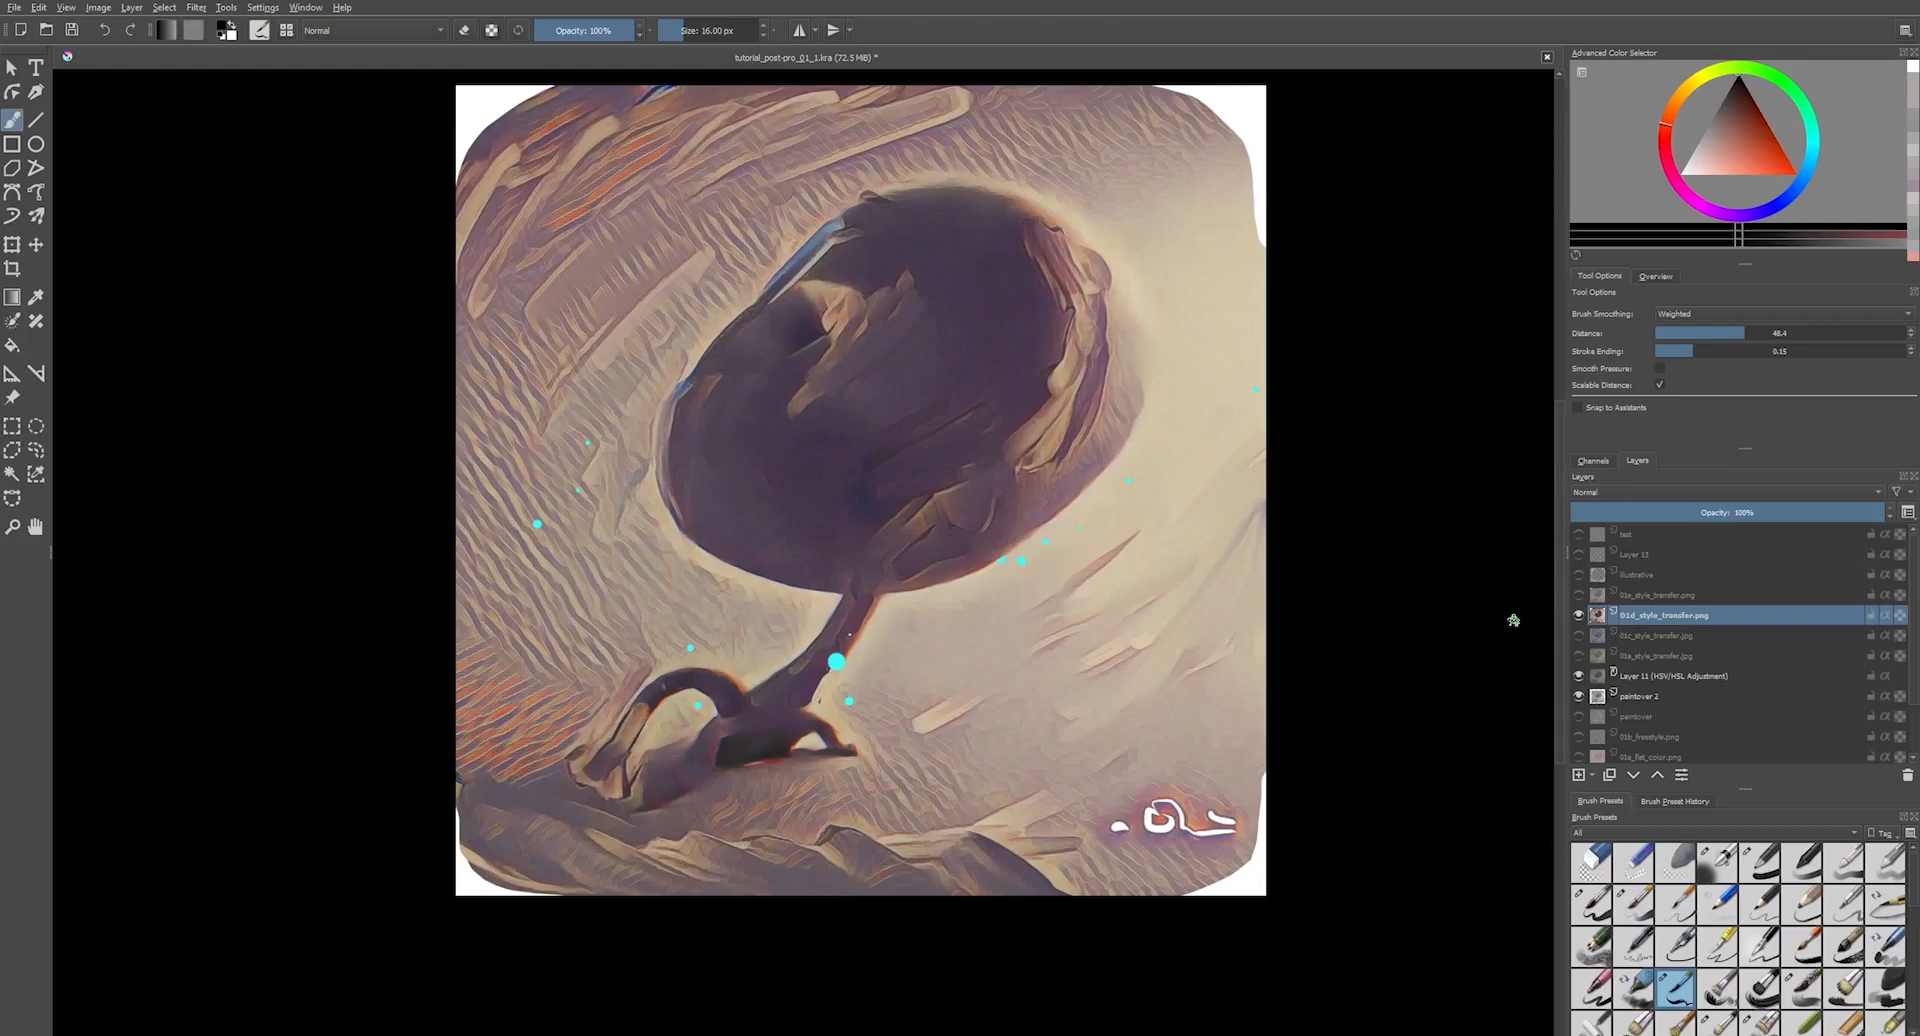 File Edit View Image Layer Select Filter Tools Settings Window Help
Normal Opacity: 100% Size: 16.00 px
tutorial_post-pro_01_1.kra (72.5 MB) *
Advanced Color Selector
Tool Options Overview
Tool Options
Brush Smoothing: Weighted
Distance: 48.4
Stroke Ending: 0.15
Smooth Pressure:
Scalable Distance:
Snap to Assistants
Channels Layers
Layers
Normal
Opacity: 100%
Layer 13
illustrative
01e_style_transfer.png
01d_style_transfer.png
01c_style_transfer.jpg
01a_style_transfer.jpg
Layer 11 (HSV/HSL Adjustment)
paintover 2
paintover
01b_freestyle.png
01a_flat_color.png
Brush Presets Brush Preset History
Brush Presets
All Tag